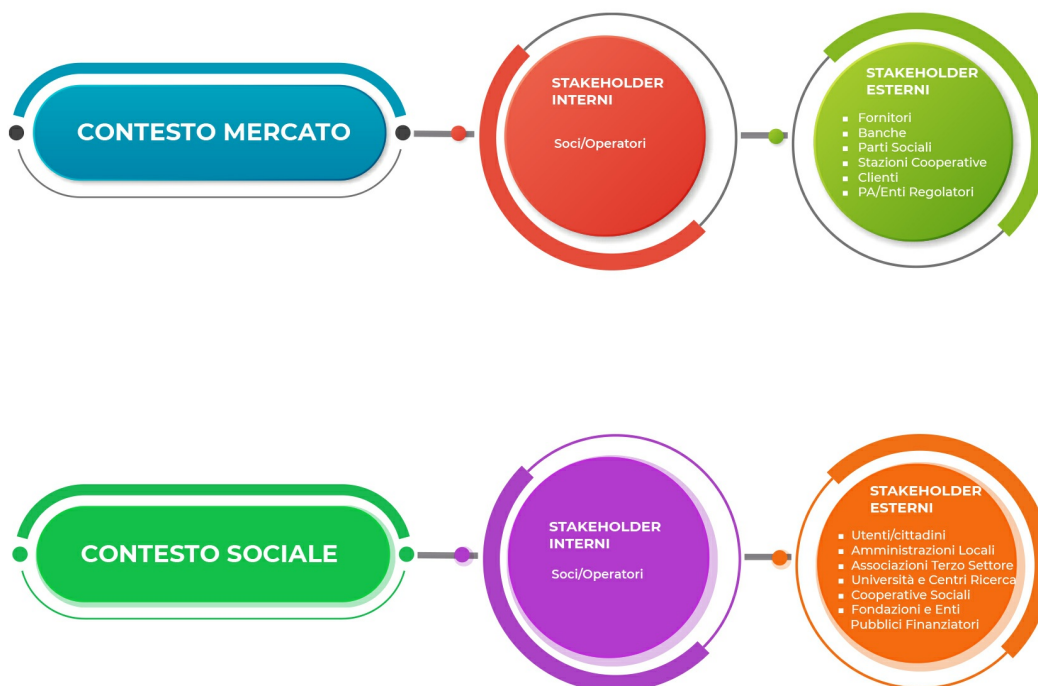 CONTESTO MERCATO
STAKEHOLDER
INTERNI
Soci/Operatori
STAKEHOLDER
ESTERNI
▪ Fornitori
▪ Banche
▪ Parti Sociali
▪ Stazioni Cooperative
▪ Clienti
▪ PA/Enti Regolatori
CONTESTO SOCIALE
STAKEHOLDER
INTERNI
Soci/Operatori
STAKEHOLDER
ESTERNI
▪ Utenti/cittadini
▪ Amministrazioni Locali
▪ Associazioni Terzo Settore
▪ Università e Centri Ricerca
▪ Cooperative Sociali
▪ Fondazioni e Enti
Pubblici Finanziatori